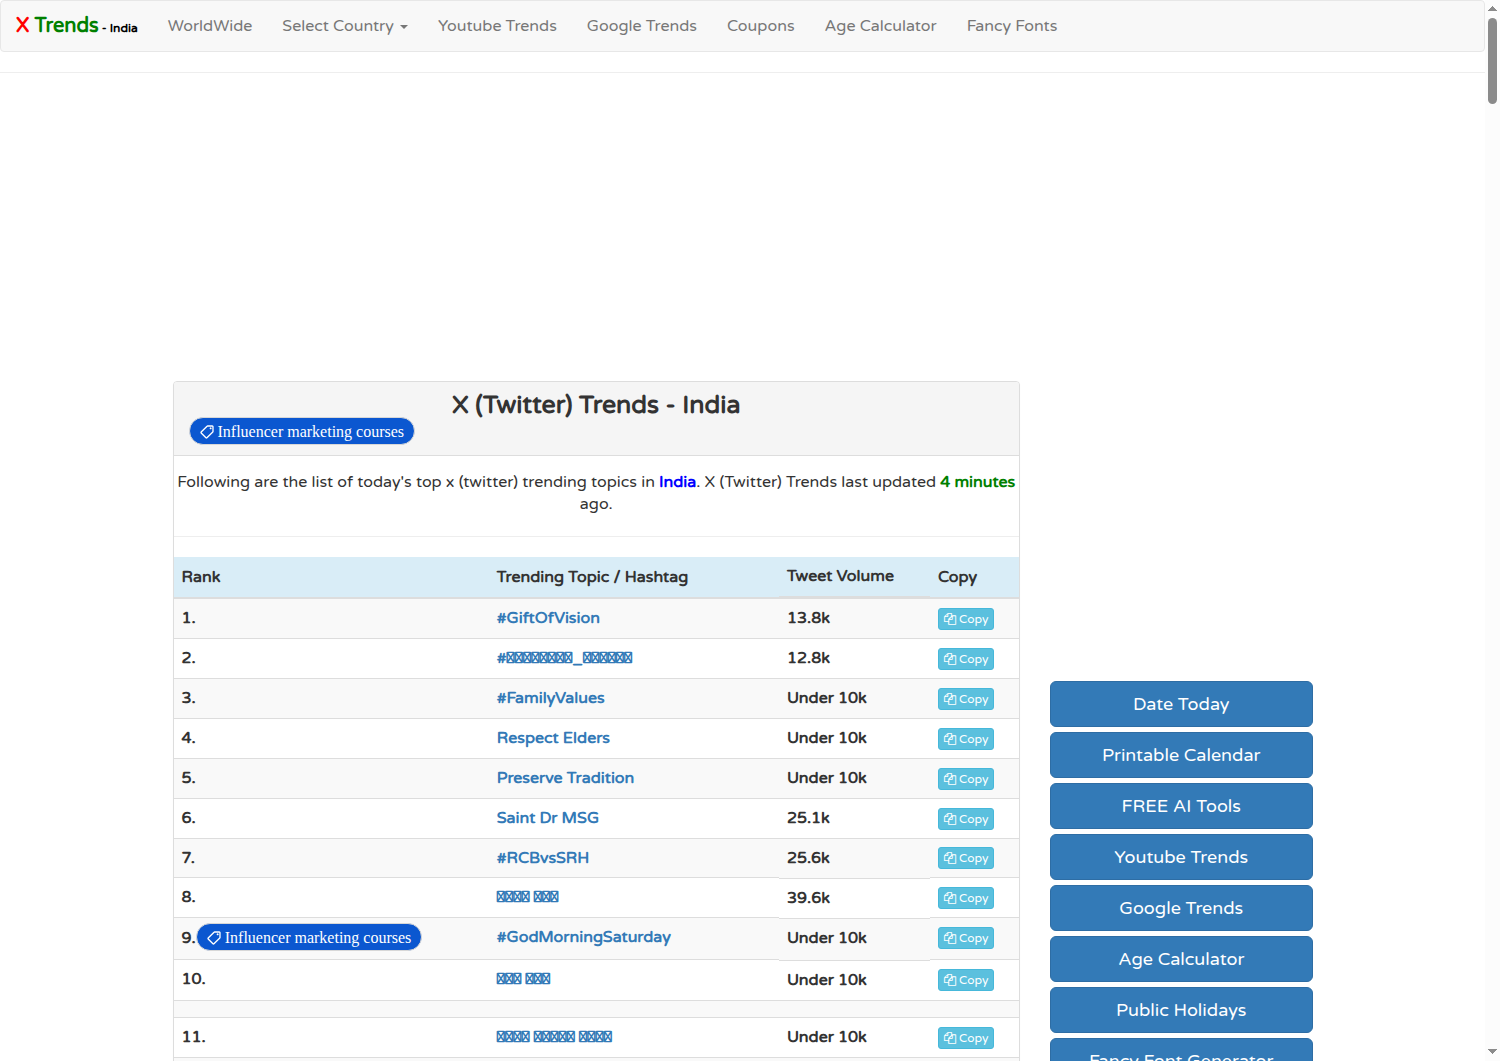 X Trends - India WorldWide Select Country Youtube Trends Google Trends Coupons Age Calculator Fancy Fonts
X (Twitter) Trends - India
Influencer marketing courses
Following are the list of today's top x (twitter) trending topics in India. X (Twitter) Trends last updated 4 minutes
ago.
Rank Trending Topic / Hashtag Tweet Volume Copy
1. #GiftOfVision 13.8k Copy
2. 12.8k Copy
3. #FamilyValues Under 10k Copy
4. Respect Elders Under 10k Copy
5. Preserve Tradition Under 10k Copy
6. Saint Dr MSG 25.1k Copy
7. #RCBvsSRH 25.6k Copy
8. 39.6k Copy
9. Influencer marketing courses #GodMorningSaturday Under 10k Copy
10. Under 10k Copy
11. Under 10k Copy
Date Today
Printable Calendar
FREE AI Tools
Youtube Trends
Google Trends
Age Calculator
Public Holidays
Fancy Font Generator